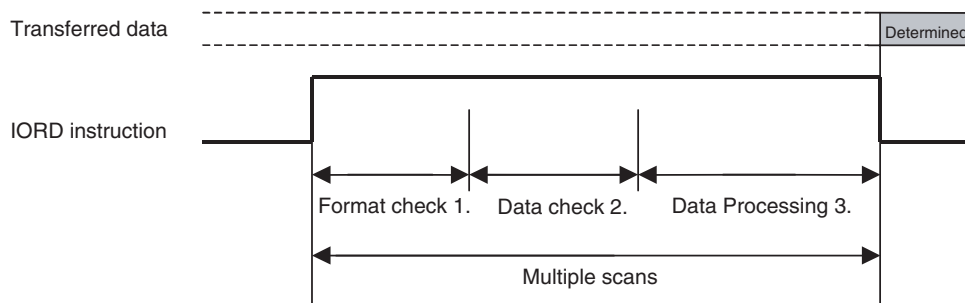 Transferred data
Determined
IORD instruction
Format check 1.
Data check 2.
Data Processing 3.
Multiple scans